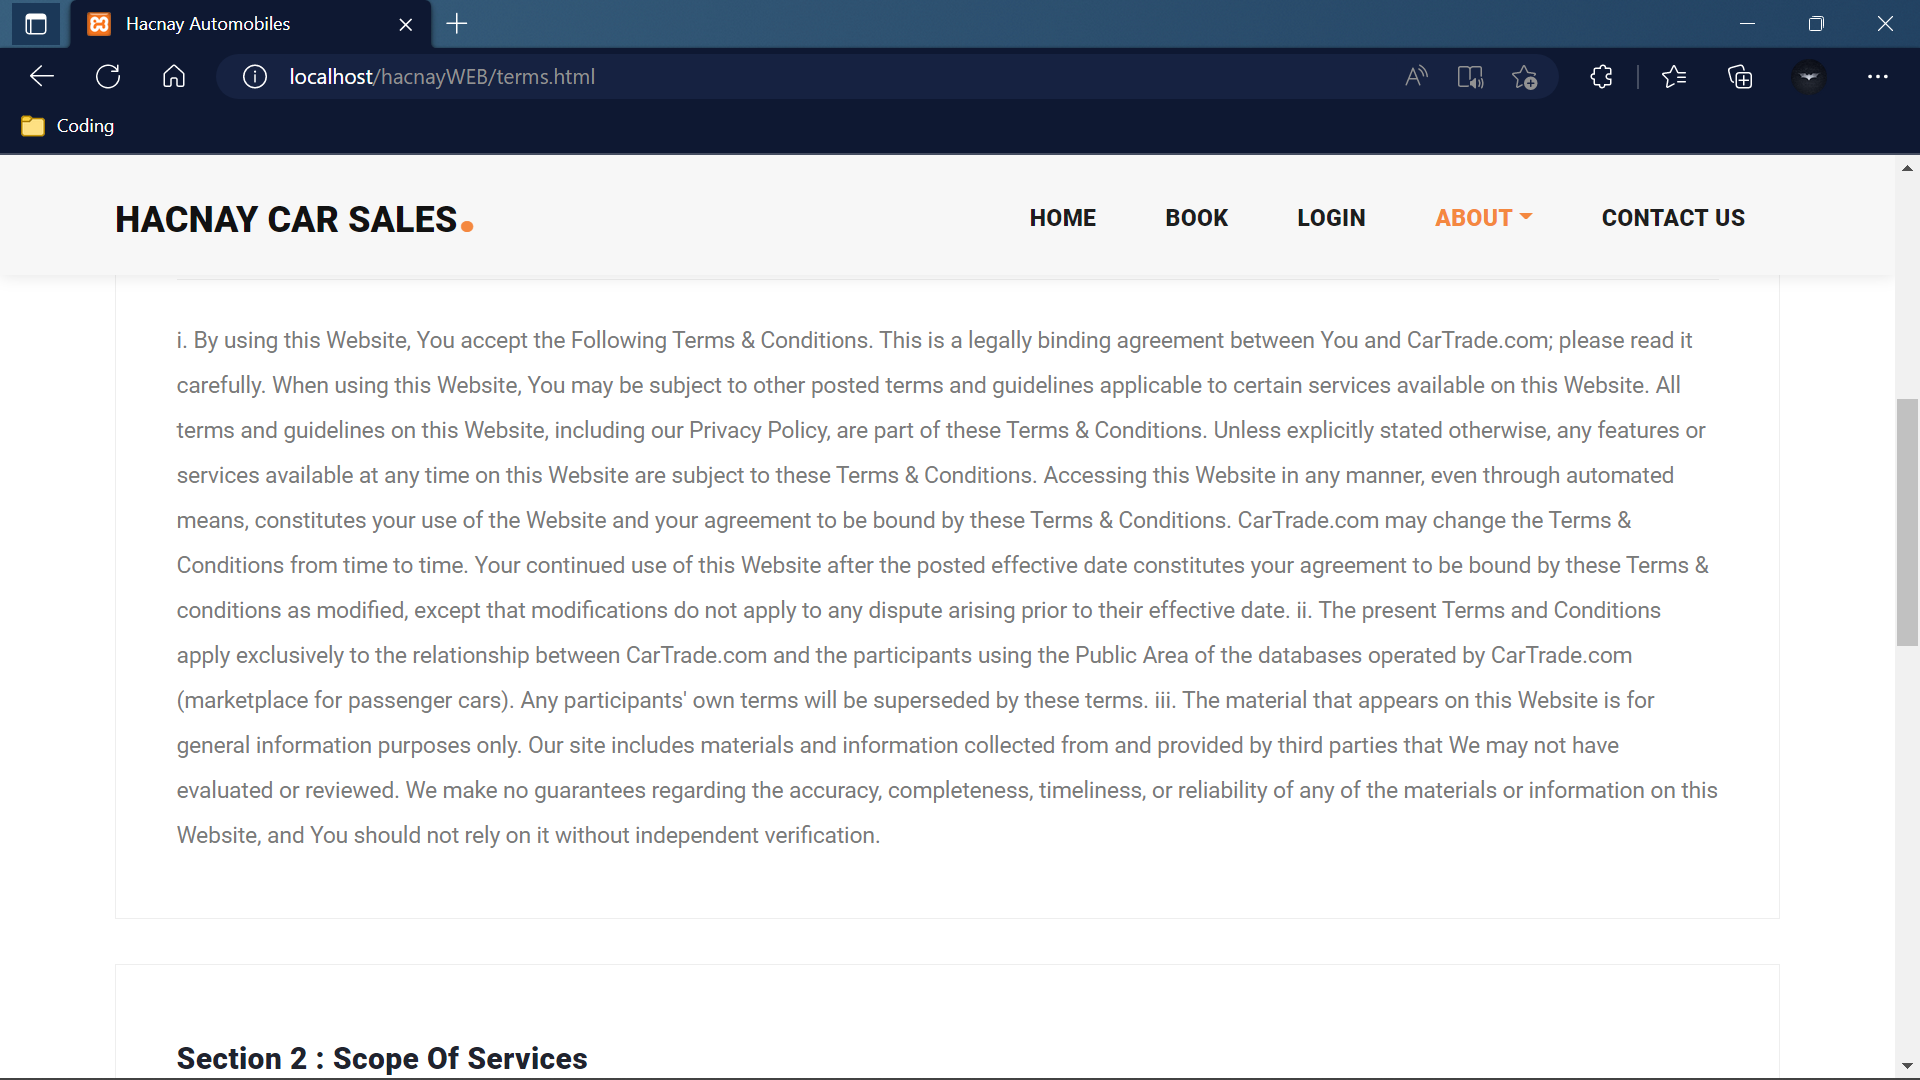 Hacnay Automobiles
localhost/hacnayWEB/terms.html
Coding
HACNAY CAR SALES.
HOME BOOK LOGIN ABOUT CONTACT US
i. By using this Website, You accept the Following Terms & Conditions. This is a legally binding agreement between You and CarTrade.com; please read it
carefully. When using this Website, You may be subject to other posted terms and guidelines applicable to certain services available on this Website. All
terms and guidelines on this Website, including our Privacy Policy, are part of these Terms & Conditions. Unless explicitly stated otherwise, any features or
services available at any time on this Website are subject to these Terms & Conditions. Accessing this Website in any manner, even through automated
means, constitutes your use of the Website and your agreement to be bound by these Terms & Conditions. CarTrade.com may change the Terms &
Conditions from time to time. Your continued use of this Website after the posted effective date constitutes your agreement to be bound by these Terms &
conditions as modified, except that modifications do not apply to any dispute arising prior to their effective date. ii. The present Terms and Conditions
apply exclusively to the relationship between CarTrade.com and the participants using the Public Area of the databases operated by CarTrade.com
(marketplace for passenger cars). Any participants' own terms will be superseded by these terms. iii. The material that appears on this Website is for
general information purposes only. Our site includes materials and information collected from and provided by third parties that We may not have
evaluated or reviewed. We make no guarantees regarding the accuracy, completeness, timeliness, or reliability of any of the materials or information on this
Website, and You should not rely on it without independent verification.
Section 2 : Scope Of Services